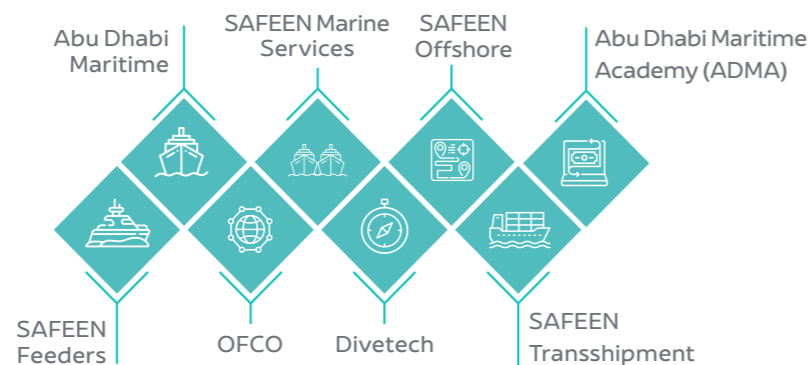 Abu Dhabi
Maritime
SAFEEN Marine
Services
SAFEEN
Offshore
Abu Dhabi Maritime
Academy (ADMA)
SAFEEN
Feeders
OFCO
Divetech
SAFEEN
Transshipment